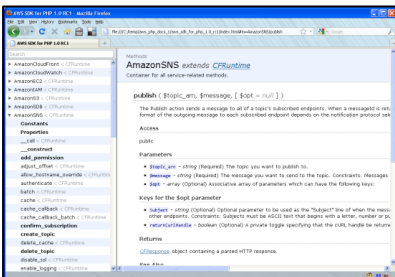 AWS SDK for PHP 1.0 RC1 - Mozilla Firefox
File Edit View History Bookmarks Tools Help
AWS SDK for PHP 1.0 RC1
Search
AmazonCloudFront < CFRuntime
AmazonCloudWatch < CFRuntime
AmazonEC2 < CFRuntime
AmazonIAM < CFRuntime
AmazonS3 < CFRuntime
AmazonSDB < CFRuntime
AmazonSNS < CFRuntime
Constants
Properties
__call < CFRuntime
__construct
add_permission
adjust_offset < CFRuntime
allow_hostname_override < CFRuntime
authenticate < CFRuntime
batch < CFRuntime
cache < CFRuntime
cache_callback < CFRuntime
cache_callback_batch < CFRuntime
confirm_subscription
create_topic
delete_cache < CFRuntime
delete_topic
disable_ssl < CFRuntime
enable_logging < CFRuntime
Methods
AmazonSNS extends CFRuntime
Container for all service-related methods.
publish ( $topic_arn, $message, [ $opt = null ] )
The Publish action sends a message to all of a topic's subscribed endpoints. When a messageId is retu
format of the outgoing message to each subscribed endpoint depends on the notification protocol sele
Access
public
Parameters
$topic_arn - string (Required) The topic you want to publish to.
$message - string (Required) The message you want to send to the topic. Constraints: Messages
$opt - array (Optional) Associative array of parameters which can have the following keys:
Keys for the $opt parameter
Subject - string (Optional) Optional parameter to be used as the "Subject" line of when the messa
other endpoints. Constraints: Subjects must be ASCII text that begins with a letter, number or pu
returnCurlHandle - boolean (Optional) A private toggle specifying that the cURL handle be return
Returns
CFResponse object containing a parsed HTTP response.
See Also